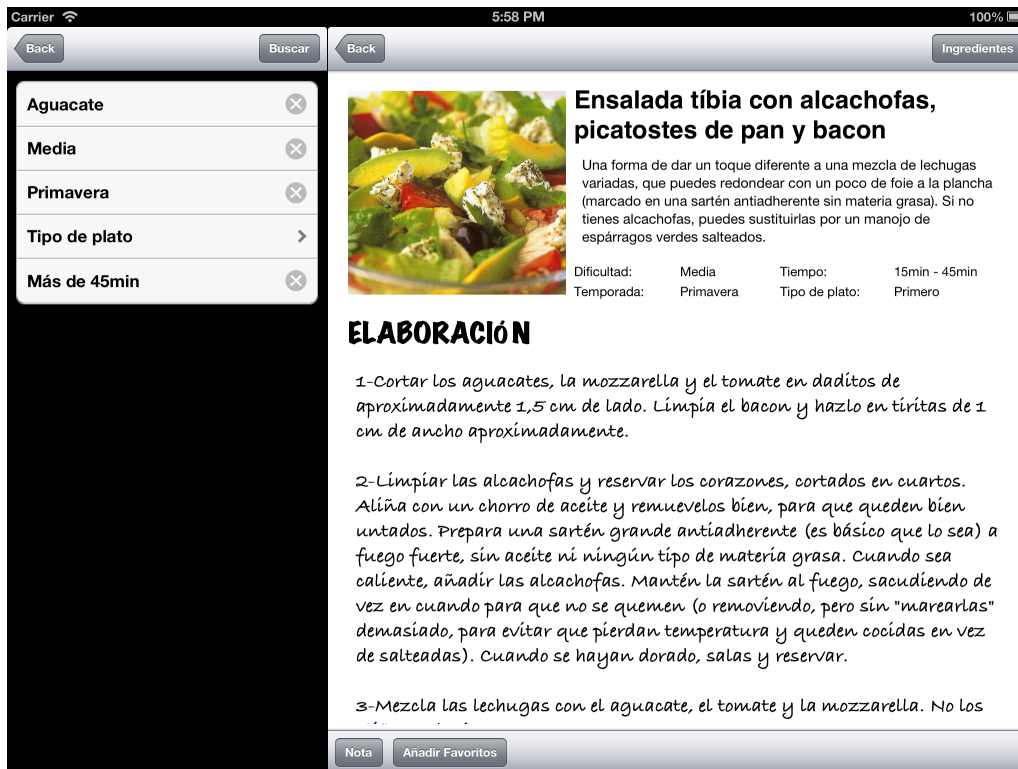 Carrier
5:58 PM
100%
Back
Buscar
Back
Ingredientes
Aguacate
Media
Primavera
Tipo de plato
Más de 45min
Ensalada tíbia con alcachofas,
picatostes de pan y bacon
Una forma de dar un toque diferente a una mezcla de lechugas
variadas, que puedes redondear con un poco de foie a la plancha
(marcado en una sartén antiadherente sin materia grasa). Si no
tienes alcachofas, puedes sustituirlas por un manojo de
espárragos verdes salteados.
Dificultad: Media Tiempo: 15min - 45min
Temporada: Primavera Tipo de plato: Primero
ELABORACIóN
1-Cortar los aguacates, la mozzarella y el tomate en daditos de
aproximadamente 1,5 cm de lado. Limpia el bacon y hazlo en tiritas de 1
cm de ancho aproximadamente.
2-Limpiar las alcachofas y reservar los corazones, cortados en cuartos.
Aliña con un chorro de aceite y remuevelos bien, para que queden bien
untados. Prepara una sartén grande antiadherente (es básico que lo sea) a
fuego fuerte, sin aceite ni ningún tipo de materia grasa. Cuando sea
caliente, añadir las alcachofas. Mantén la sartén al fuego, sacudiendo de
vez en cuando para que no se quemen (o removiendo, pero sin "marearlas"
demasiado, para evitar que pierdan temperatura y queden cocidas en vez
de salteadas). Cuando se hayan dorado, salas y reservar.
3-Mezcla las lechugas con el aguacate, el tomate y la mozzarella. No los
Nota
Añadir Favoritos